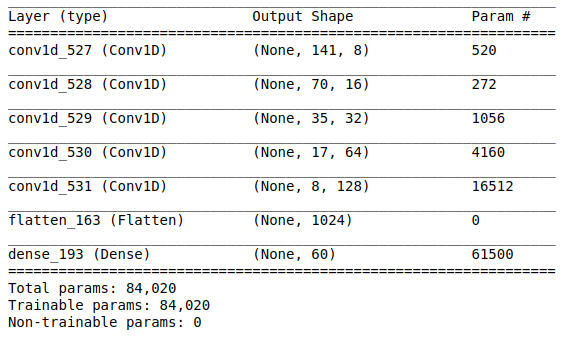 Layer (type) Output Shape Param #
conv1d_527 (Conv1D) (None, 141, 8) 520
conv1d_528 (Conv1D) (None, 70, 16) 272
conv1d_529 (Conv1D) (None, 35, 32) 1056
conv1d_530 (Conv1D) (None, 17, 64) 4160
conv1d_531 (Conv1D) (None, 8, 128) 16512
flatten_163 (Flatten) (None, 1024) 0
dense_193 (Dense) (None, 60) 61500
Total params: 84,020
Trainable params: 84,020
Non-trainable params: 0